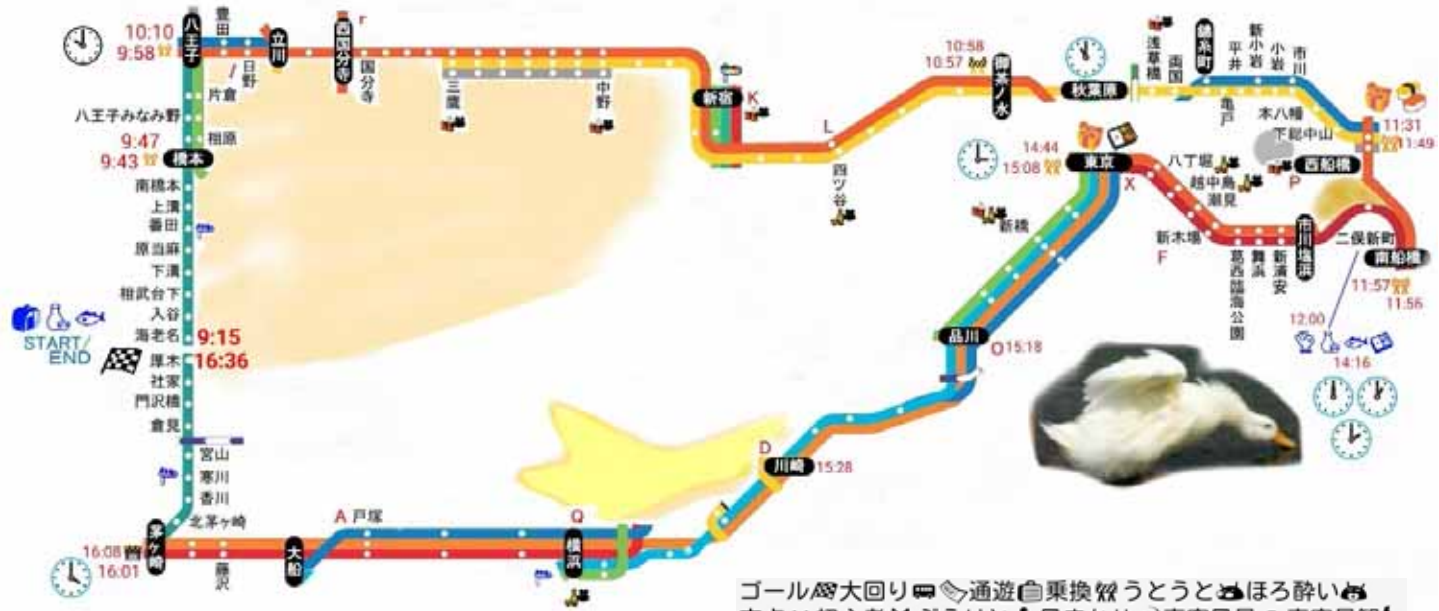 10:10
9:58
八王子
豊田
日野
立川
西国分寺
r
国分寺
三鷹
中野
新宿
K
L
四ツ谷
10:58
10:57
御茶ノ水
秋葉原
浅草橋
両国
錦糸町
亀戸
平井
新小岩
小岩
市川
本八幡
下総中山
西船橋
P
11:31
11:49
片倉
八王子みなみ野
相原
9:47
9:43
橋本
南橋本
上溝
番田
原当麻
下溝
相武台下
入谷
海老名
9:15
START/
END
厚木
16:36
社家
門沢橋
倉見
宮山
寒川
香川
北茅ヶ崎
茅ヶ崎
16:08
16:01
藤沢
大船
A
戸塚
Q
横浜
D
川崎
15:28
品川
O
15:18
新橋
14:44
15:08
東京
X
八丁堀
越中島
潮見
新木場
F
葛西臨海公園
舞浜
新浦安
市川塩浜
二俣新町
南船橋
11:57
11:56
12:00
14:16
ゴール 大回り 通遊 乗換 うとうと ほろ酔い